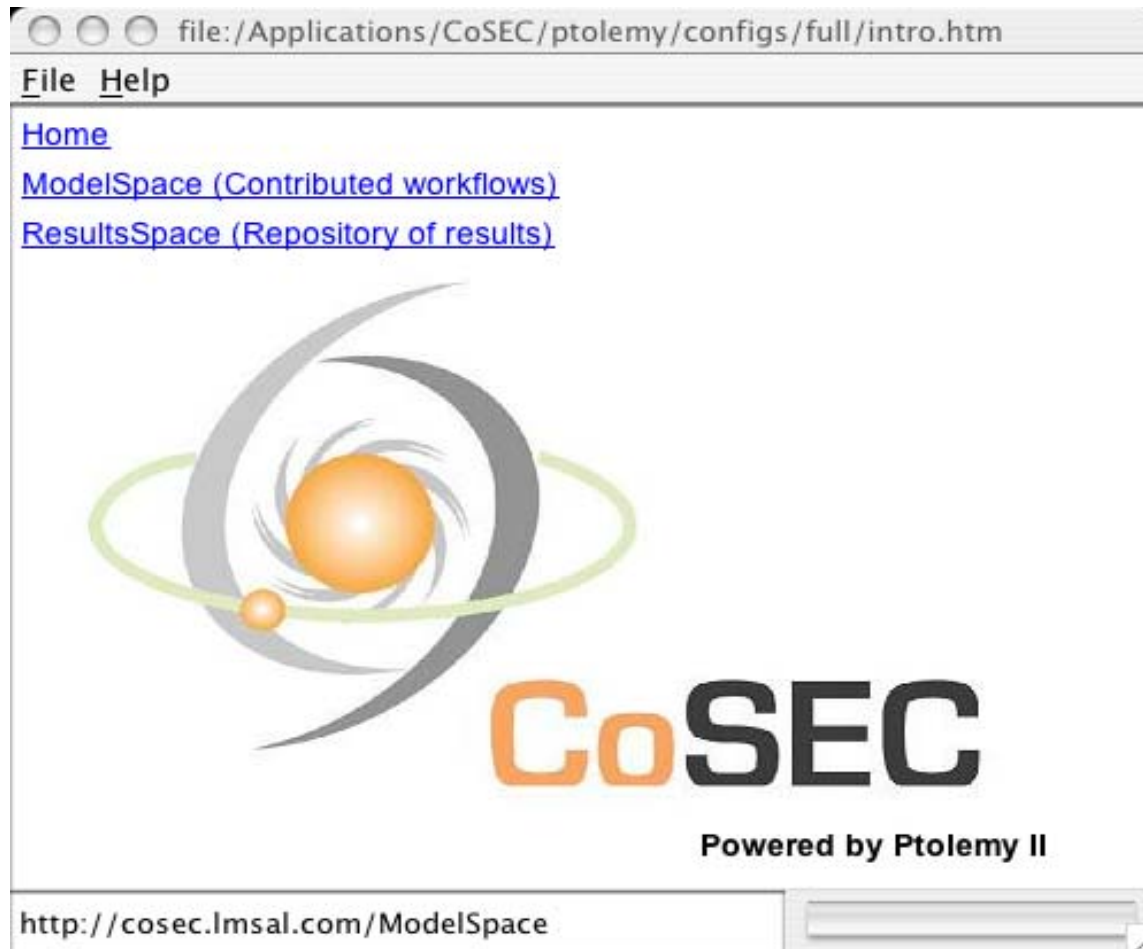 file:/Applications/CoSEC/ptolemy/configs/full/intro.htm
File Help
Home
ModelSpace (Contributed workflows)
ResultsSpace (Repository of results)
CoSEC
Powered by Ptolemy II
http://cosec.lmsal.com/ModelSpace